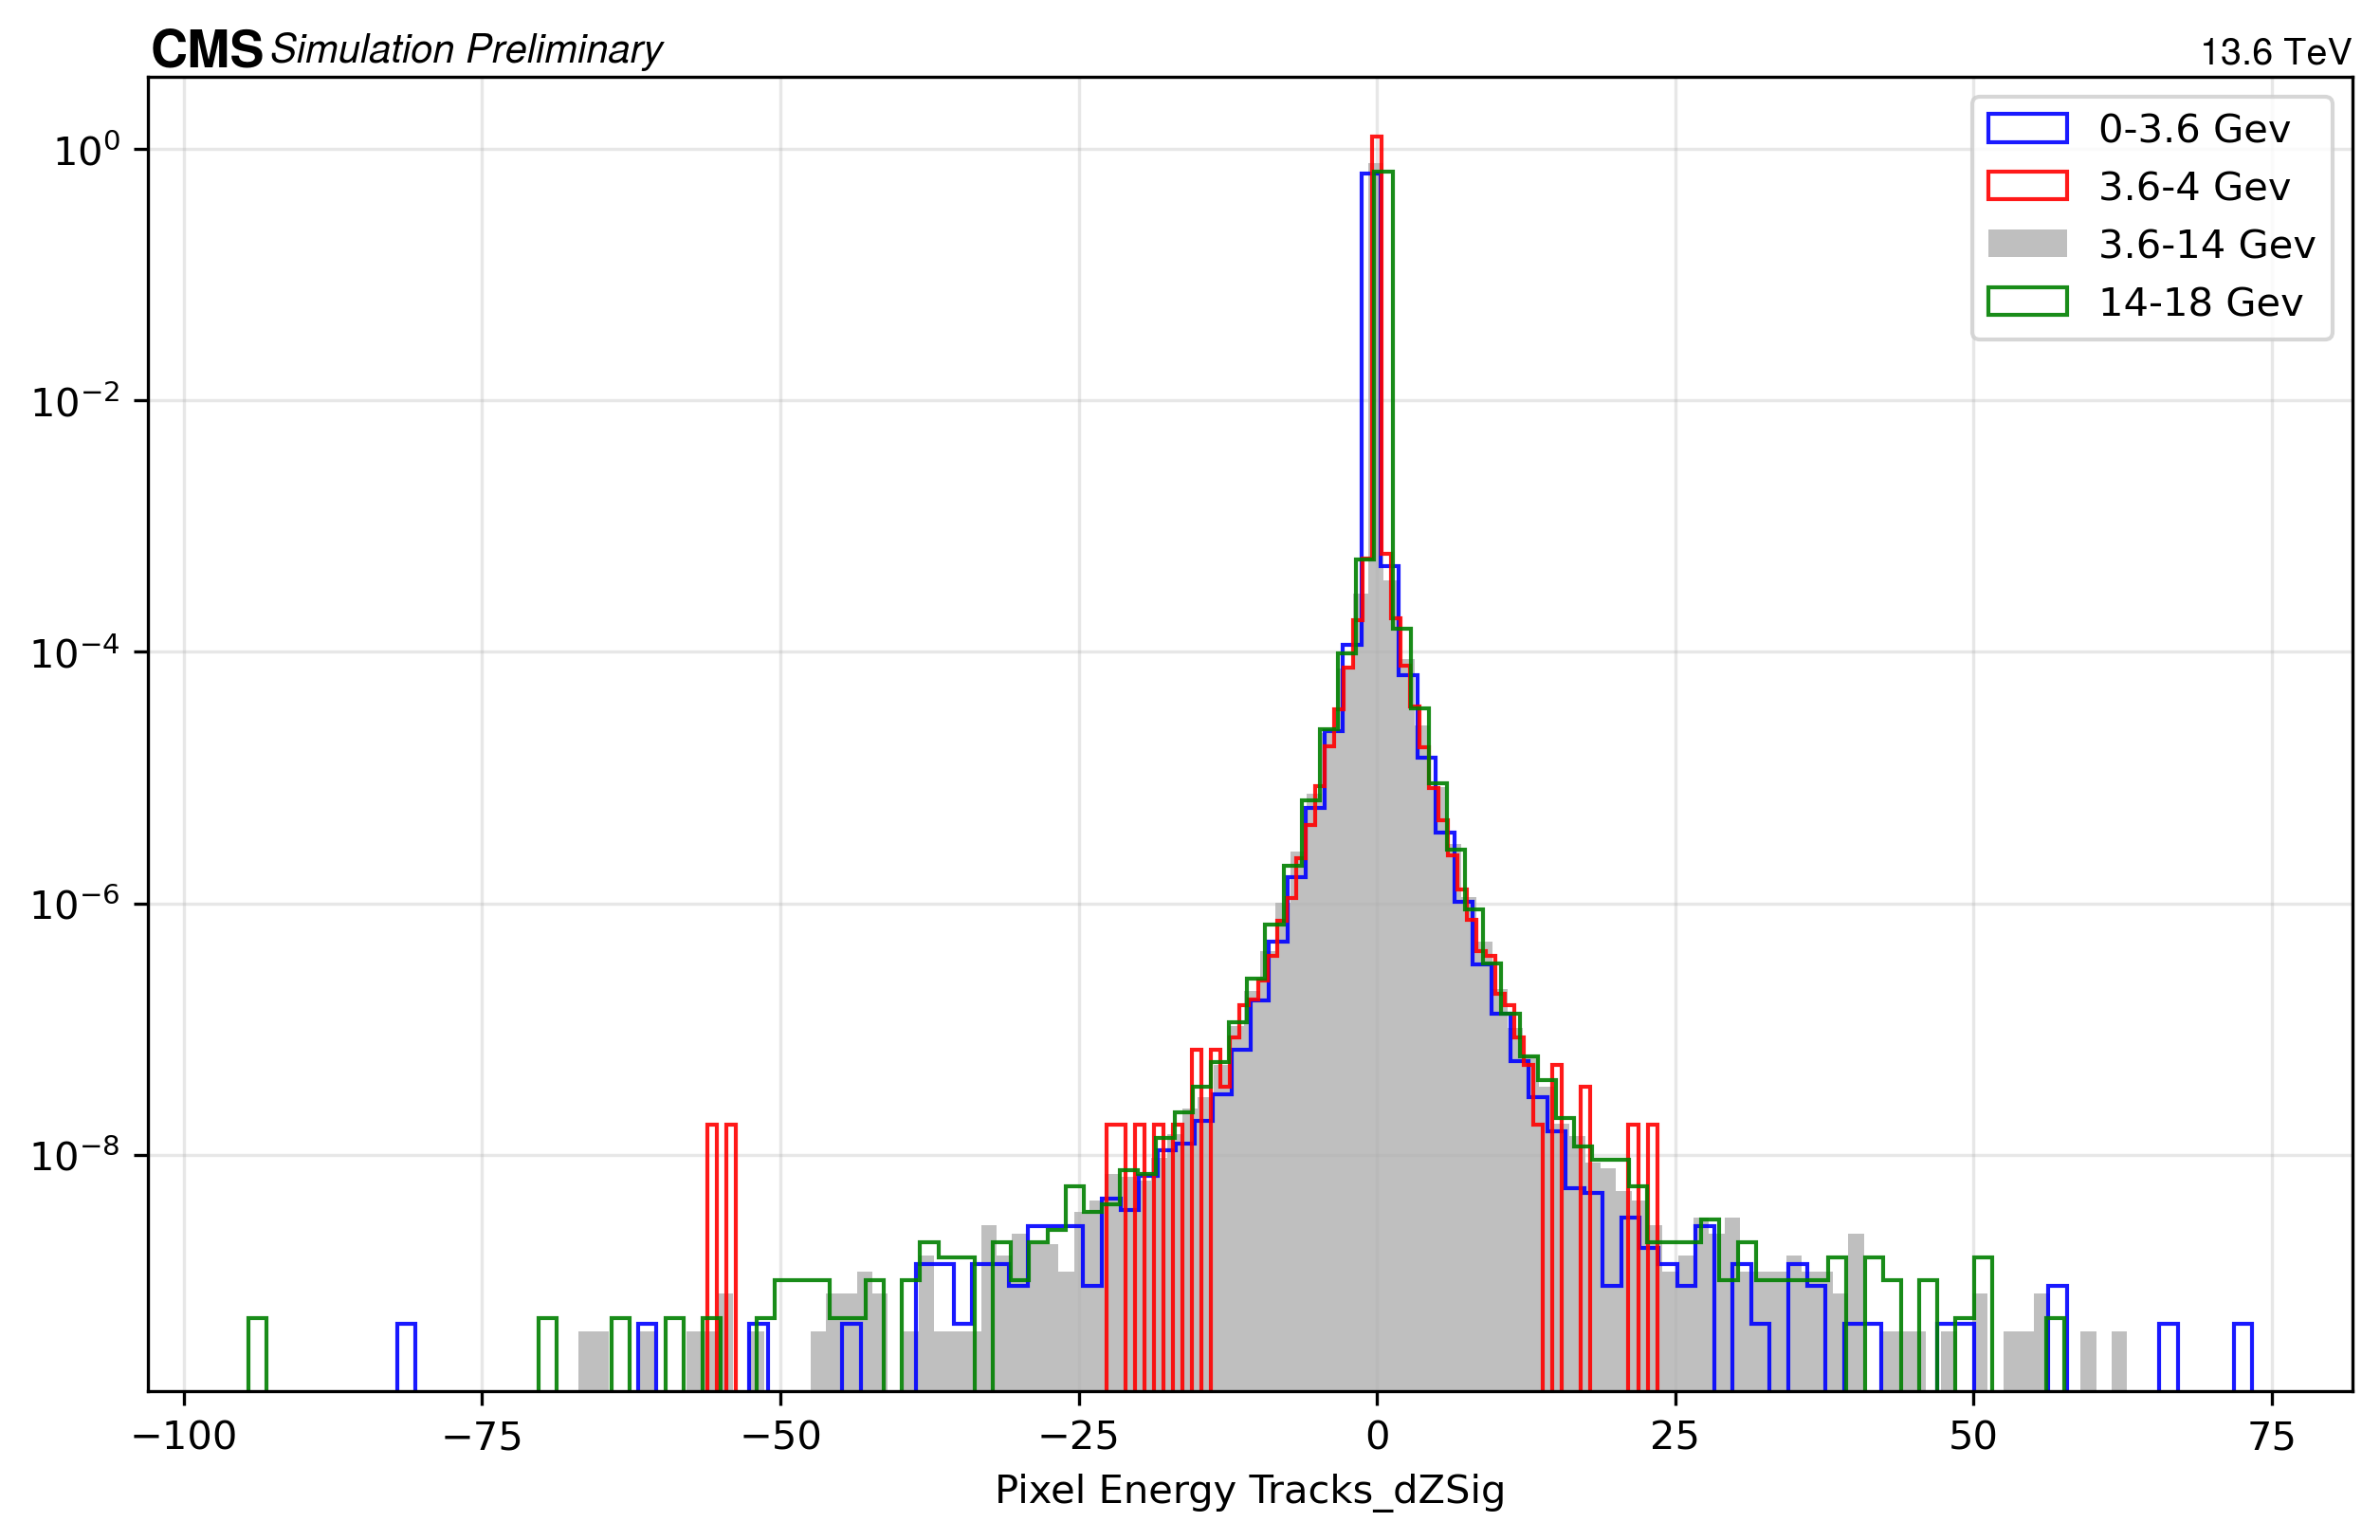 CMS Simulation Preliminary
13.6 TeV
0-3.6 Gev
3.6-4 Gev
3.6-14 Gev
14-18 Gev
10⁰
10⁻²
10⁻⁴
10⁻⁶
10⁻⁸
−100 −75 −50 −25 0 25 50 75
Pixel Energy Tracks_dZSig